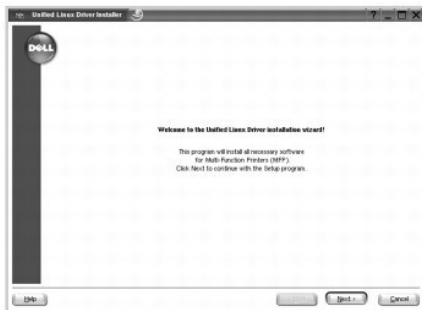 Unified Linux Driver Installer
DELL
Welcome to the Unified Linux Driver installation wizard!
This program will install all necessary software
for Multi-Function Printers (MFP).
Click Next to continue with the Setup program.
Help
Next >
Cancel